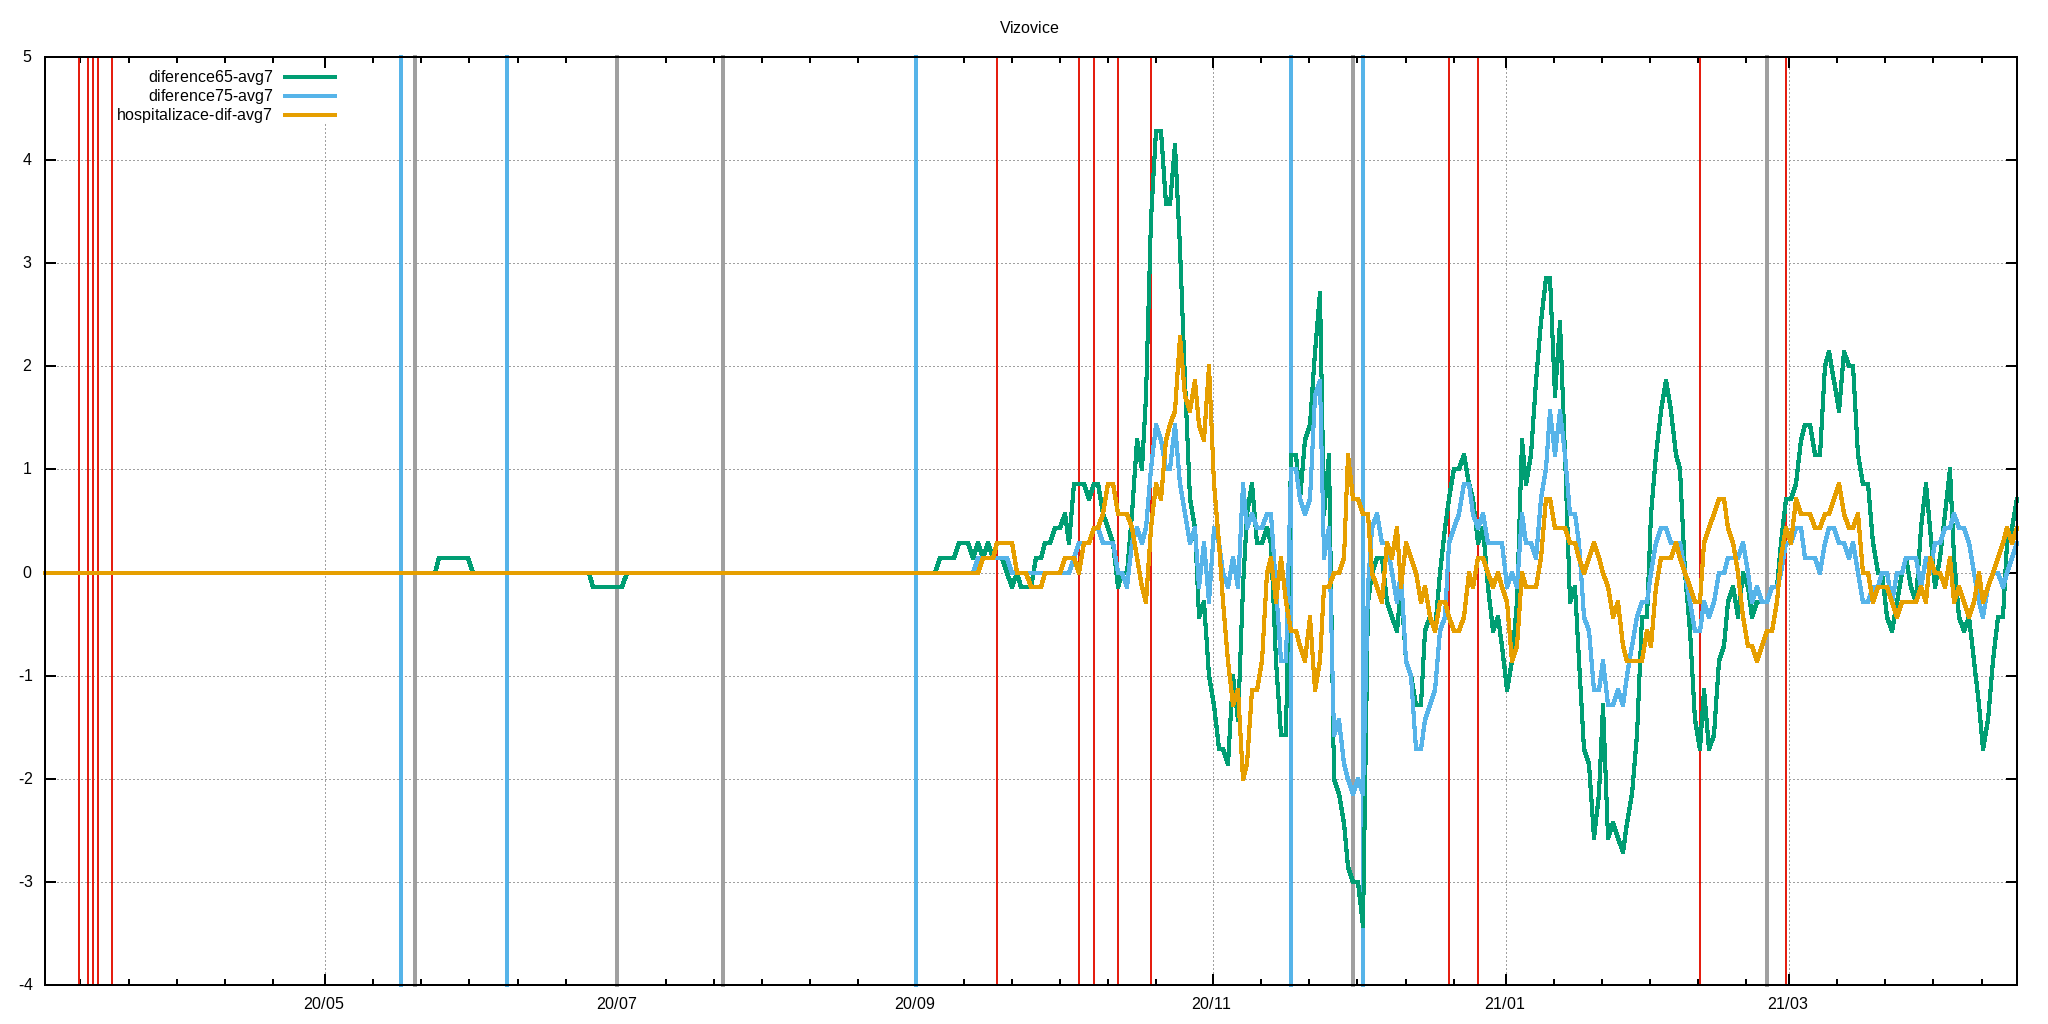 Vizovice
diference65-avg7
diference75-avg7
hospitalizace-dif-avg7
5
4
3
2
1
0
-1
-2
-3
-4
20/05 20/07 20/09 20/11 21/01 21/03